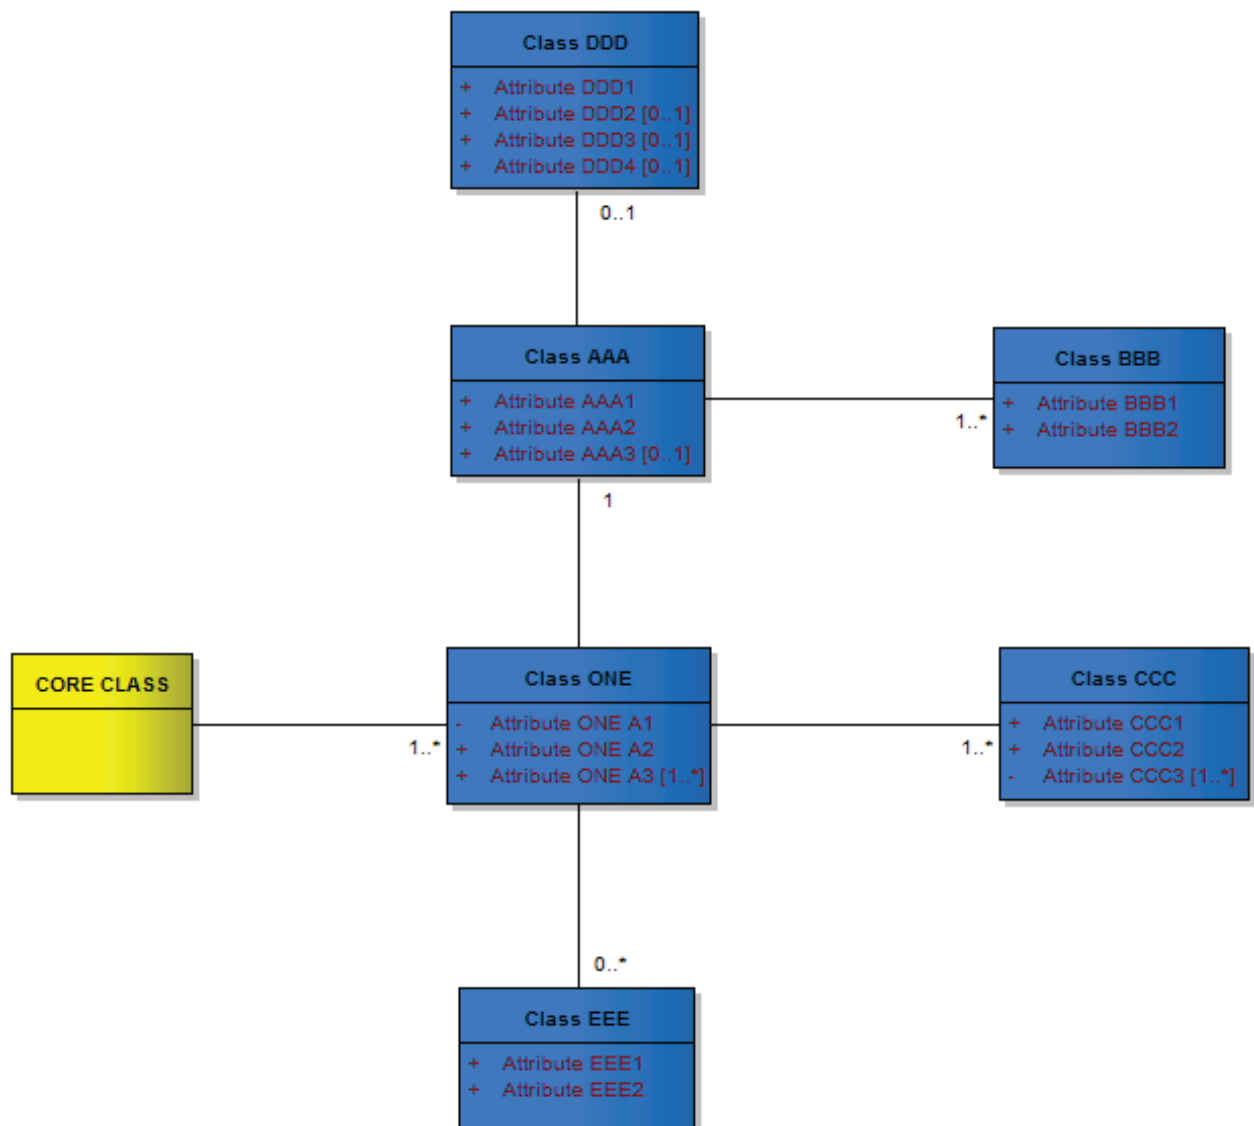 Class DDD
+ Attribute DDD1
+ Attribute DDD2 [0..1]
+ Attribute DDD3 [0..1]
+ Attribute DDD4 [0..1]
0..1
Class AAA
+ Attribute AAA1
+ Attribute AAA2
+ Attribute AAA3 [0..1]
1
Class BBB
+ Attribute BBB1
+ Attribute BBB2
1..*
CORE CLASS
1..*
Class ONE
- Attribute ONE A1
+ Attribute ONE A2
+ Attribute ONE A3 [1..*]
1..*
Class CCC
+ Attribute CCC1
+ Attribute CCC2
- Attribute CCC3 [1..*]
0..*
Class EEE
+ Attribute EEE1
+ Attribute EEE2